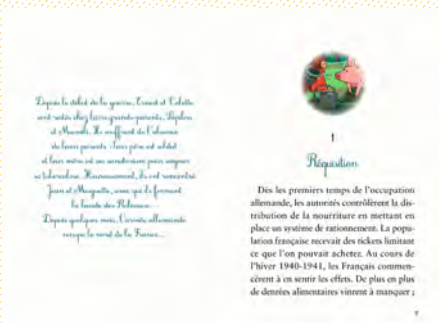 Depuis le début de la guerre, Ernest et Colette
sont restés chez leurs grands-parents, Papilou
et Mamili. Ils souffrent de l'absence
de leurs parents : leur père est soldat
et leur mère est au sanatorium pour soigner
sa tuberculose. Heureusement, ils ont rencontré
Jean et Muguette, avec qui ils forment
la bande des Robinson...
Depuis quelques mois, l'armée allemande
occupe le nord de la France...
1
Réquisition
Dès les premiers temps de l'occupation
allemande, les autorités contrôlèrent la dis-
tribution de la nourriture en mettant en
place un système de rationnement. La popu-
lation française recevait des tickets limitant
ce que l'on pouvait acheter. Au cours de
l'hiver 1940-1941, les Français commen-
cèrent à en sentir les effets. De plus en plus
de denrées alimentaires vinrent à manquer ;